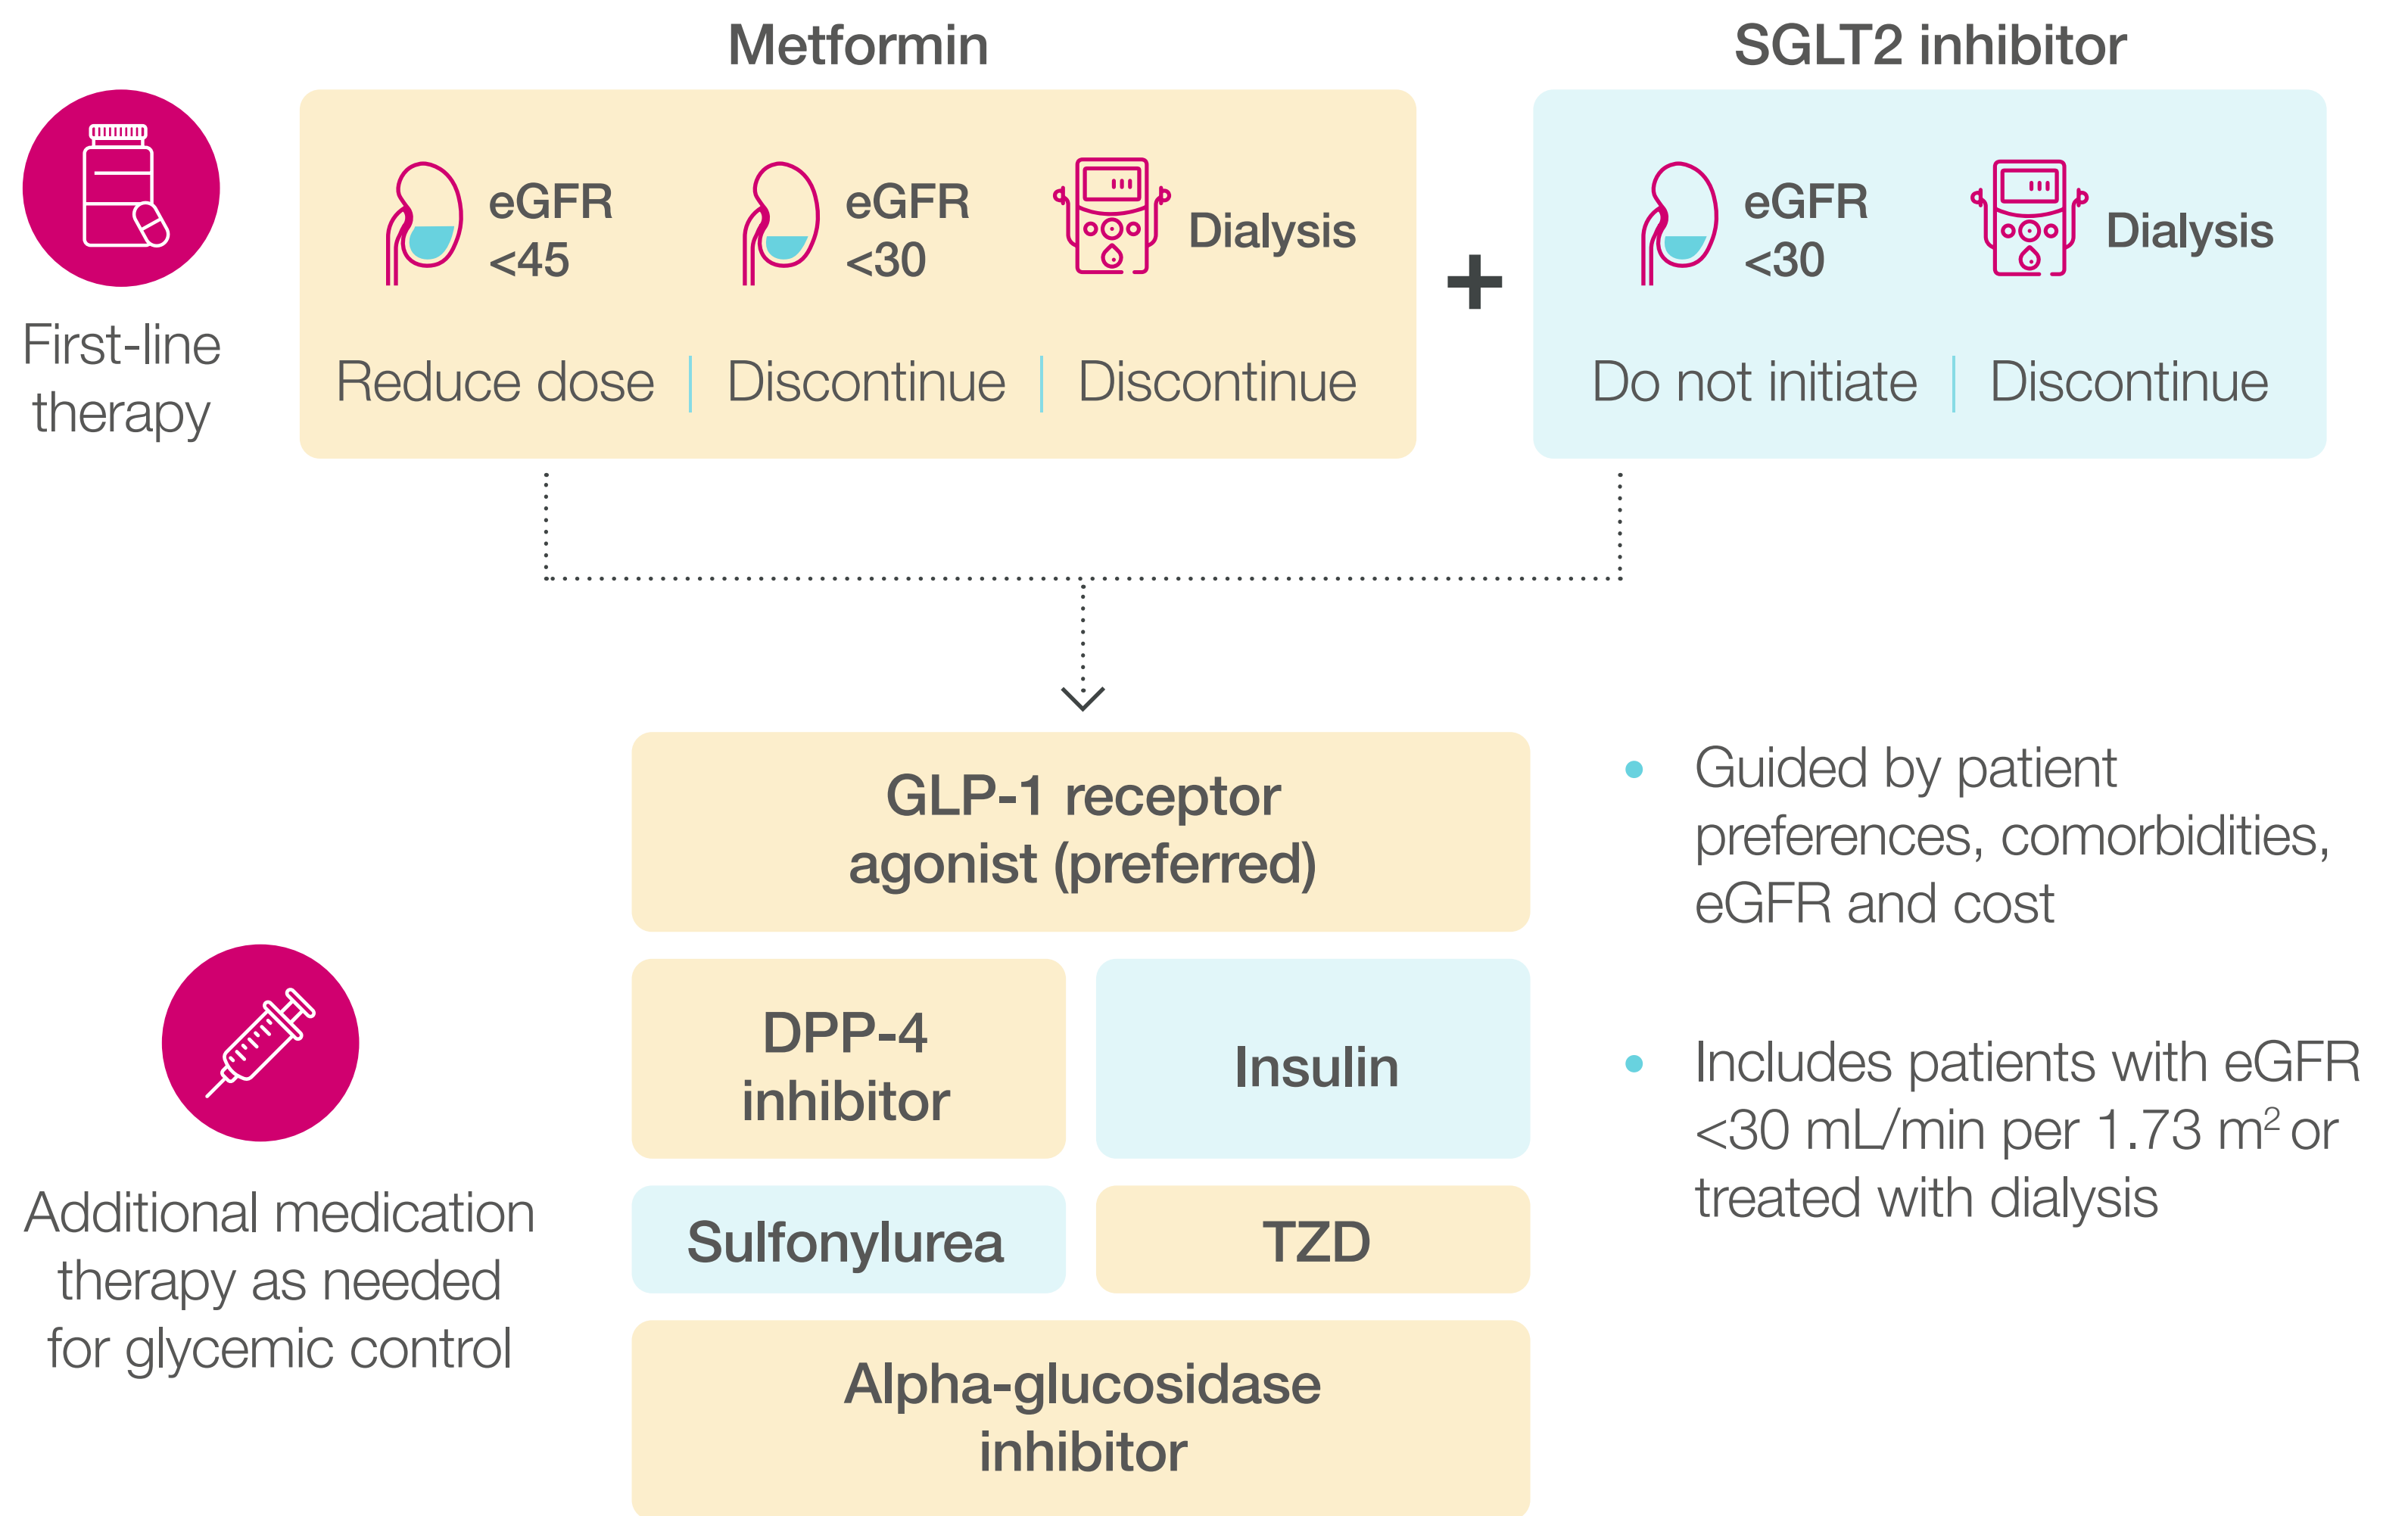 Metformin
SGLT2 inhibitor
First-line
therapy
eGFR
<45
eGFR
<30
Dialysis
Reduce dose
Discontinue
Discontinue
+
eGFR
<30
Dialysis
Do not initiate
Discontinue
GLP-1 receptor
agonist (preferred)
DPP-4
inhibitor
Insulin
Sulfonylurea
TZD
Alpha-glucosidase
inhibitor
Additional medication
therapy as needed
for glycemic control
• Guided by patient
preferences, comorbidities,
eGFR and cost
• Includes patients with eGFR
<30 mL/min per 1.73 m² or
treated with dialysis